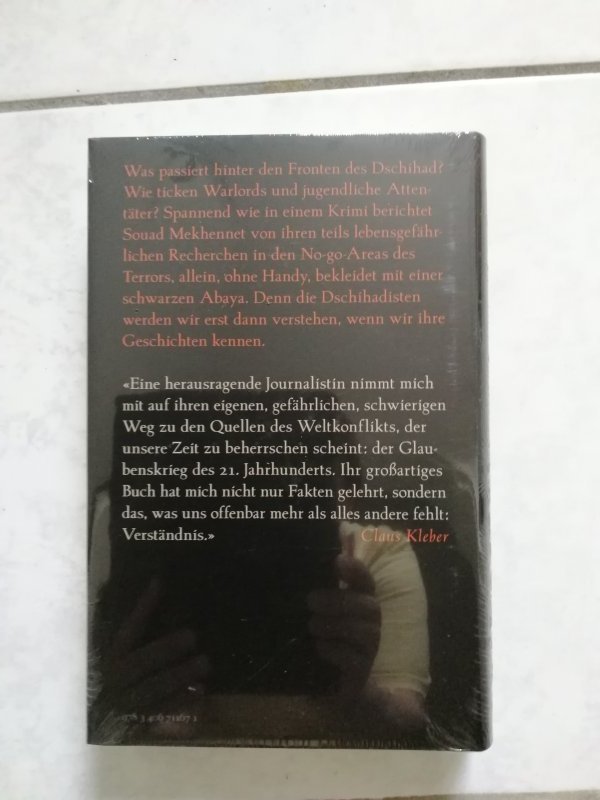 Was passiert hinter den Fronten des Dschihad?
Wie ticken Warlords und jugendliche Atten-
täter? Spannend wie in einem Krimi berichtet
Souad Mekhennet von ihren teils lebensgefähr-
lichen Recherchen in den No-go-Areas des
Terrors, allein, ohne Handy, bekleidet mit einer
schwarzen Abaya. Denn die Dschihadisten
werden wir erst dann verstehen, wenn wir ihre
Geschichten kennen.
«Eine herausragende Journalistin nimmt mich
mit auf ihren eigenen, gefährlichen, schwierigen
Weg zu den Quellen des Weltkonflikts, der
unsere Zeit zu beherrschen scheint: der Glau-
benskrieg des 21. Jahrhunderts. Ihr großartiges
Buch hat mich nicht nur Fakten gelehrt, sondern
das, was uns offenbar mehr als alles andere fehlt:
Verständnis.» Claus Kleber
978 3 406 71167 1